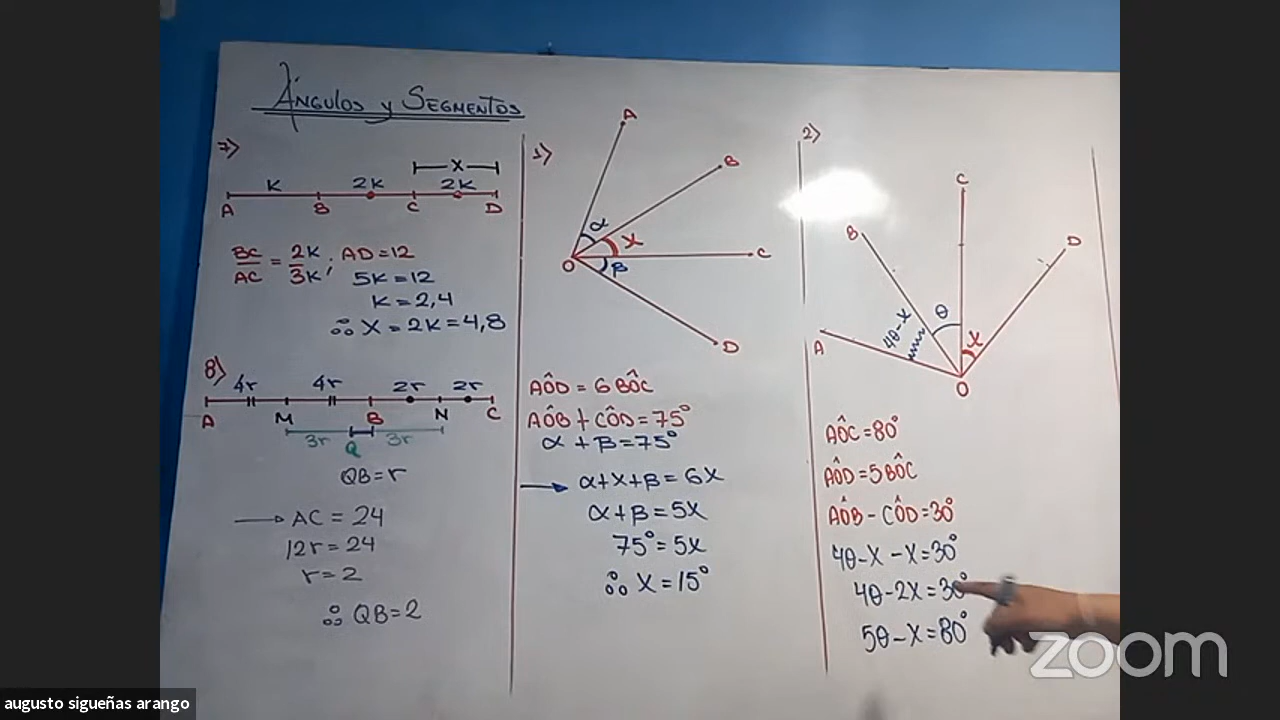 Ángulos y Segmentos
7)
X
K 2K 2K
A B C D
BC/AC = 2K/3K ; AD = 12
5K = 12
K = 2,4
∴ X = 2K = 4,8
8)
4r 4r 2r 2r
A M B N C
3r Q 3r
QB = r
→ AC = 24
12r = 24
r = 2
∴ QB = 2
1)
A
B
α
X
O β C
D
AÔD = 6 BÔC
AÔB + CÔD = 75°
α + β = 75°
→ α + X + β = 6X
α + β = 5X
75° = 5X
∴ X = 15°
2)
C
B D
4θ - X θ X
A
O
AÔC = 80°
AÔD = 5BÔC
AÔB - CÔD = 30°
4θ - X - X = 30°
4θ - 2X = 30°
5θ - X = 80°
zoom
augusto sigueñas arango